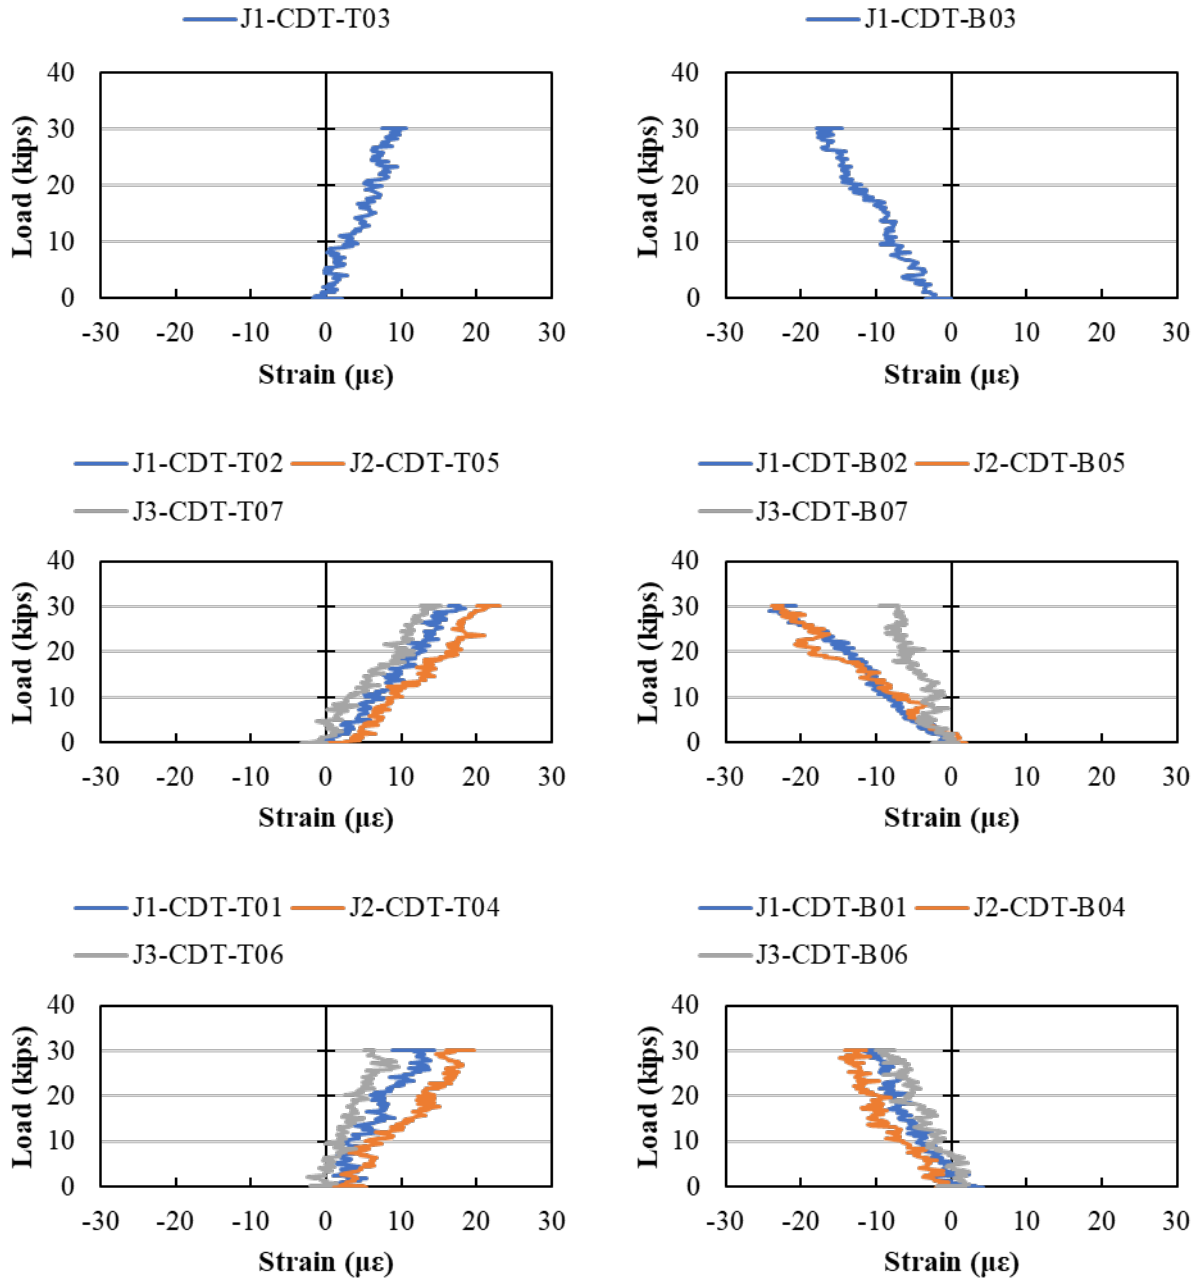 J1-CDT-T03
40
30
20
10
0
-30 -20 -10 0 10 20 30
Load (kips)
Strain (με)
J1-CDT-B03
40
30
20
10
0
-30 -20 -10 0 10 20 30
Load (kips)
Strain (με)
J1-CDT-T02 J2-CDT-T05
J3-CDT-T07
40
30
20
10
0
-30 -20 -10 0 10 20 30
Load (kips)
Strain (με)
J1-CDT-B02 J2-CDT-B05
J3-CDT-B07
40
30
20
10
0
-30 -20 -10 0 10 20 30
Load (kips)
Strain (με)
J1-CDT-T01 J2-CDT-T04
J3-CDT-T06
40
30
20
10
0
-30 -20 -10 0 10 20 30
Load (kips)
Strain (με)
J1-CDT-B01 J2-CDT-B04
J3-CDT-B06
40
30
20
10
0
-30 -20 -10 0 10 20 30
Load (kips)
Strain (με)